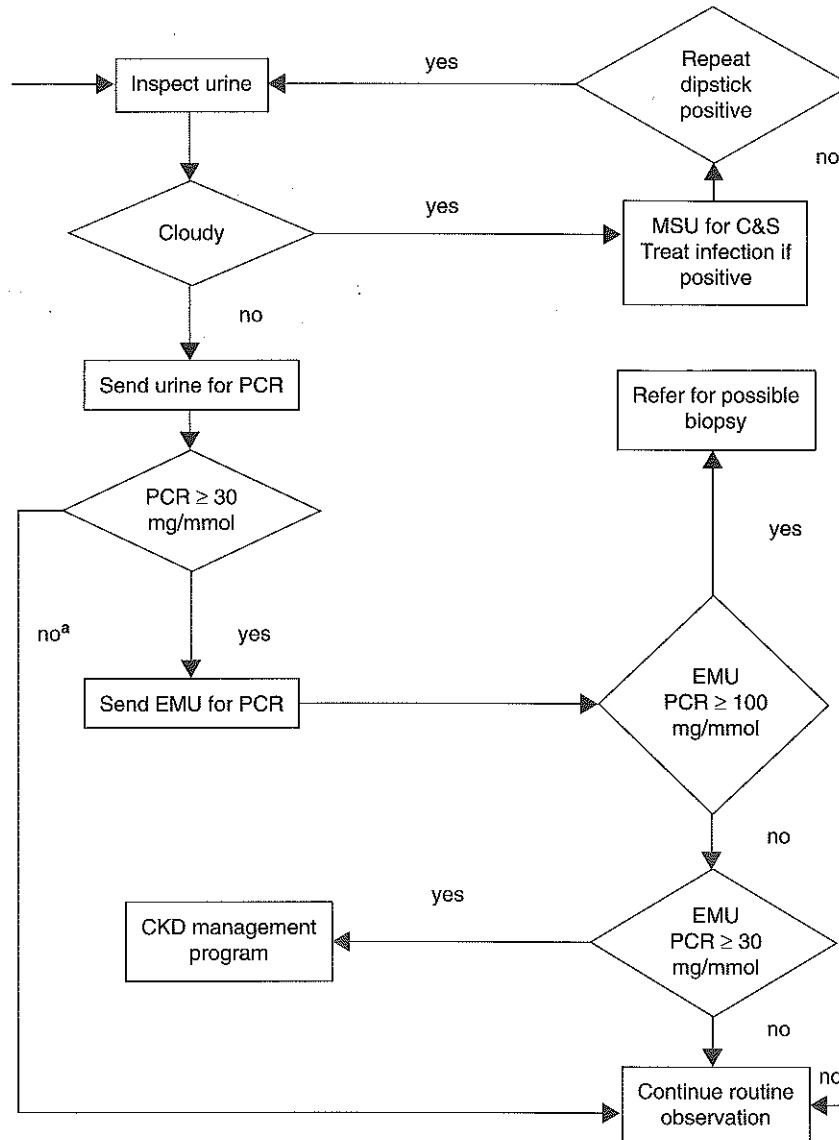 Inspect urine
yes
Repeat
dipstick
positive
no
Cloudy
yes
MSU for C&S
Treat infection if
positive
no
Send urine for PCR
Refer for possible
biopsy
PCR ≥ 30
mg/mmol
yes
noᵃ
yes
Send EMU for PCR
EMU
PCR ≥ 100
mg/mmol
no
yes
CKD management
program
EMU
PCR ≥ 30
mg/mmol
no
Continue routine
observation
no